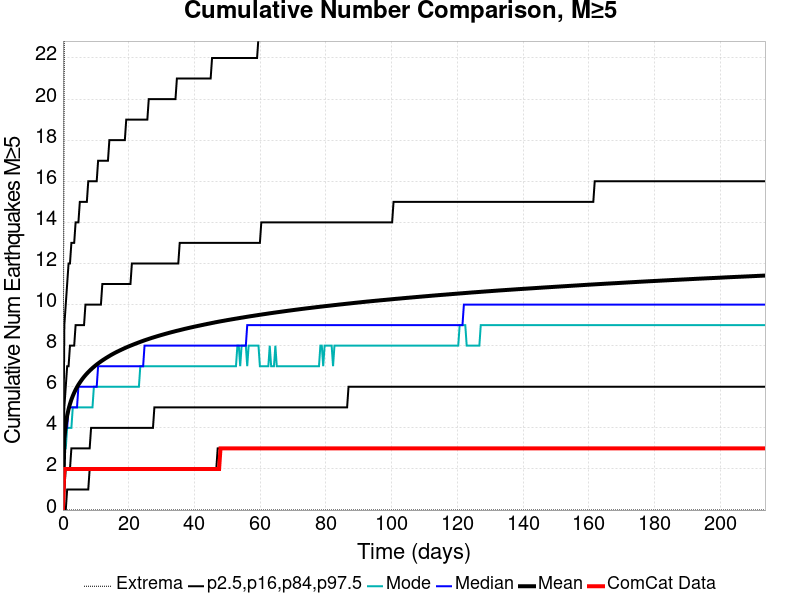 Cumulative Number Comparison, M≥5
Cumulative Num Earthquakes M≥5
22
20
18
16
14
12
10
8
6
4
2
0
0 20 40 60 80 100 120 140 160 180 200
Time (days)
Extrema p2.5,p16,p84,p97.5 Mode Median Mean ComCat Data